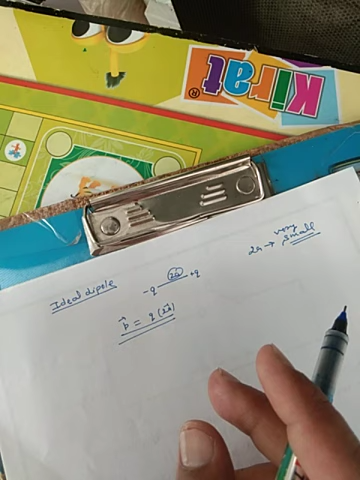 Kirat®
very
2a → small
Ideal dipole
-q 2a +q
p⃗ = q (2a⃗)